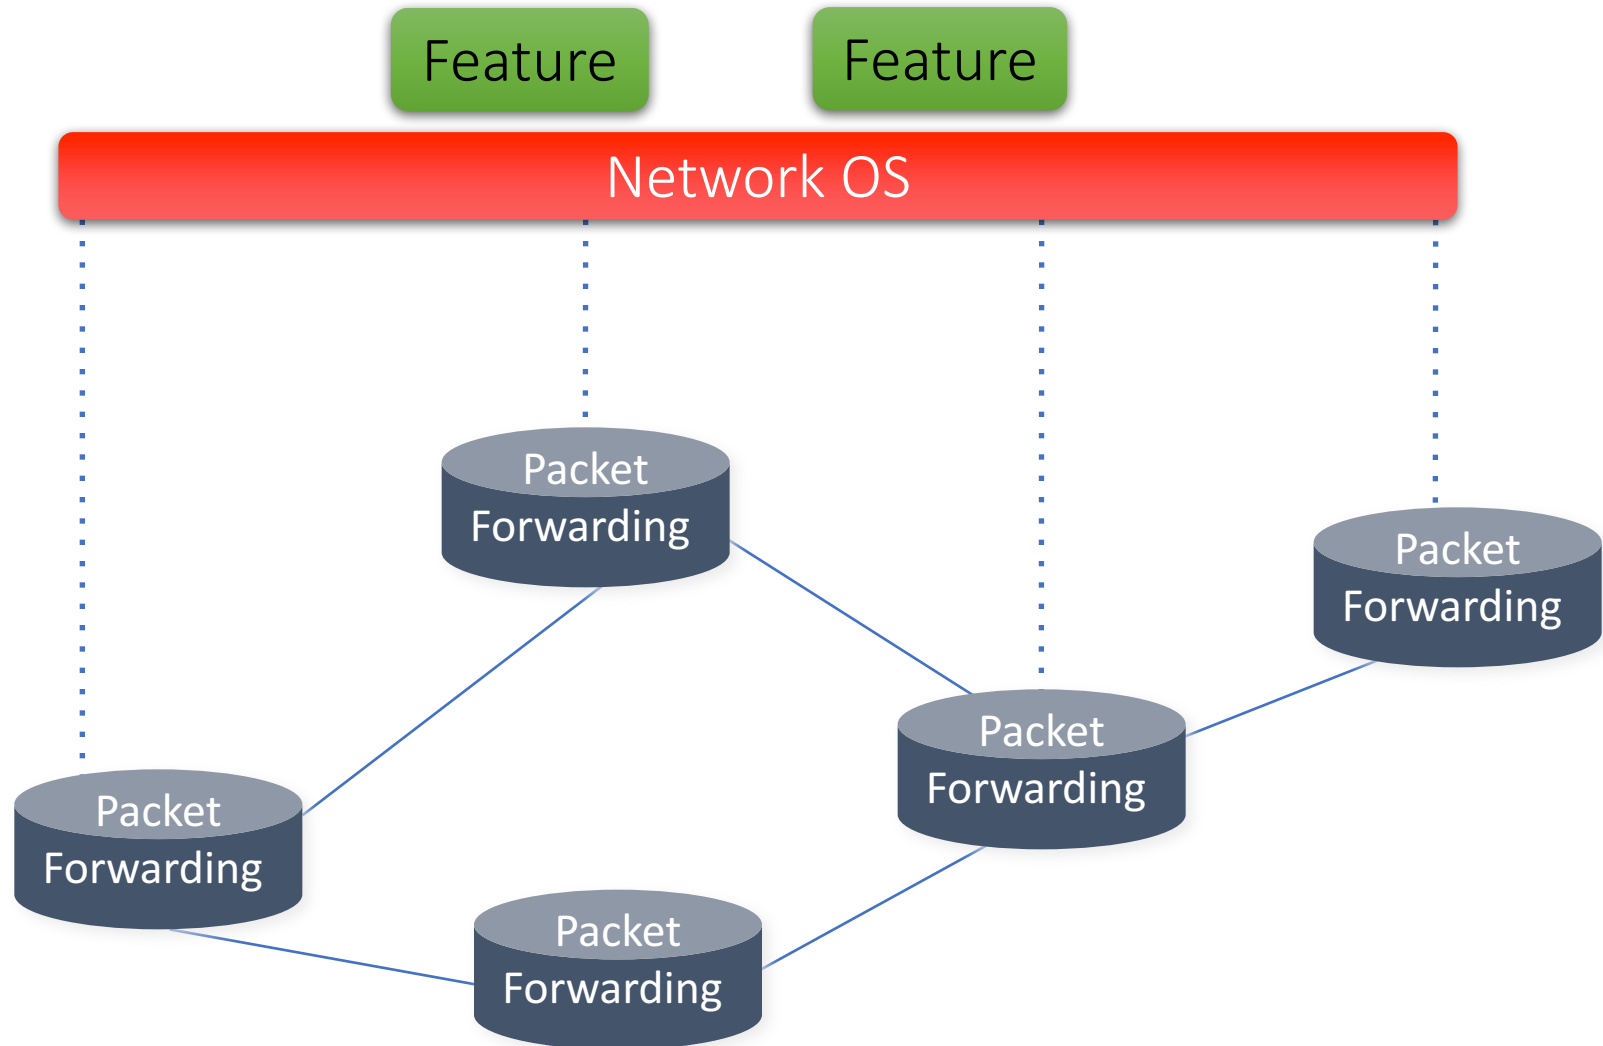 Feature
Feature
Network OS
Packet
Forwarding
Packet
Forwarding
Packet
Forwarding
Packet
Forwarding
Packet
Forwarding